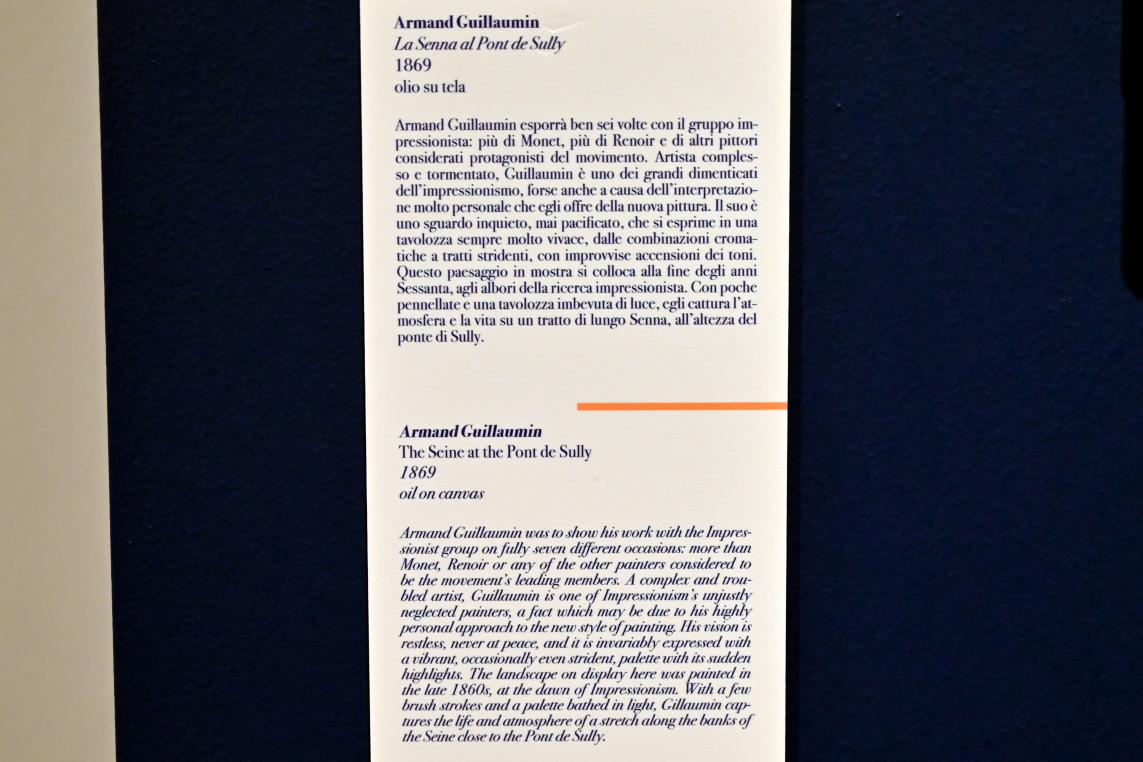 Armand Guillaumin
La Senna al Pont de Sully
1869
olio su tela
Armand Guillaumin esporrà ben sei volte con il gruppo im-
pressionista: più di Monet, più di Renoir e di altri pittori
considerati protagonisti del movimento. Artista comples-
so e tormentato, Guillaumin è uno dei grandi dimenticati
dell'impressionismo, forse anche a causa dell'interpretazio-
ne molto personale che egli offre della nuova pittura. Il suo è
uno sguardo inquieto, mai pacificato, che si esprime in una
tavolozza sempre molto vivace, dalle combinazioni croma-
tiche a tratti stridenti, con improvvise accensioni dei toni.
Questo paesaggio in mostra si colloca alla fine degli anni
Sessanta, agli albori della ricerca impressionista. Con poche
pennellate e una tavolozza imbevuta di luce, egli cattura l'at-
mosfera e la vita su un tratto di lungo Senna, all'altezza del
ponte di Sully.
Armand Guillaumin
The Seine at the Pont de Sully
1869
oil on canvas
Armand Guillaumin was to show his work with the Impres-
sionist group on fully seven different occasions: more than
Monet, Renoir or any of the other painters considered to
be the movement's leading members. A complex and trou-
bled artist, Guillaumin is one of Impressionism's unjustly
neglected painters, a fact which may be due to his highly
personal approach to the new style of painting. His vision is
restless, never at peace, and it is invariably expressed with
a vibrant, occasionally even strident, palette with its sudden
highlights. The landscape on display here was painted in
the late 1860s, at the dawn of Impressionism. With a few
brush strokes and a palette bathed in light, Gillaumin cap-
tures the life and atmosphere of a stretch along the banks of
the Seine close to the Pont de Sully.